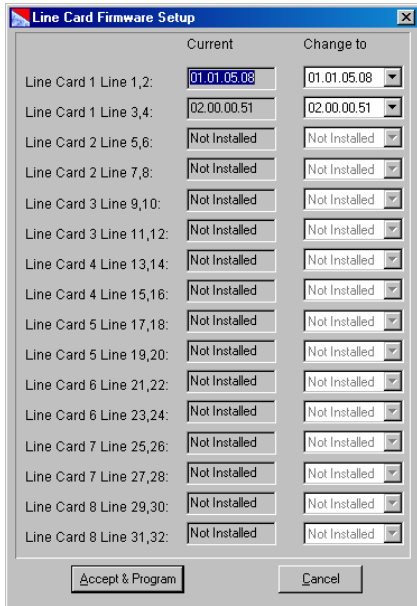 Line Card Firmware Setup
Current Change to
Line Card 1 Line 1,2: 01.01.05.08 01.01.05.08
Line Card 1 Line 3,4: 02.00.00.51 02.00.00.51
Line Card 2 Line 5,6: Not Installed Not Installed
Line Card 2 Line 7,8: Not Installed Not Installed
Line Card 3 Line 9,10: Not Installed Not Installed
Line Card 3 Line 11,12: Not Installed Not Installed
Line Card 4 Line 13,14: Not Installed Not Installed
Line Card 4 Line 15,16: Not Installed Not Installed
Line Card 5 Line 17,18: Not Installed Not Installed
Line Card 5 Line 19,20: Not Installed Not Installed
Line Card 6 Line 21,22: Not Installed Not Installed
Line Card 6 Line 23,24: Not Installed Not Installed
Line Card 7 Line 25,26: Not Installed Not Installed
Line Card 7 Line 27,28: Not Installed Not Installed
Line Card 8 Line 29,30: Not Installed Not Installed
Line Card 8 Line 31,32: Not Installed Not Installed
Accept & Program Cancel